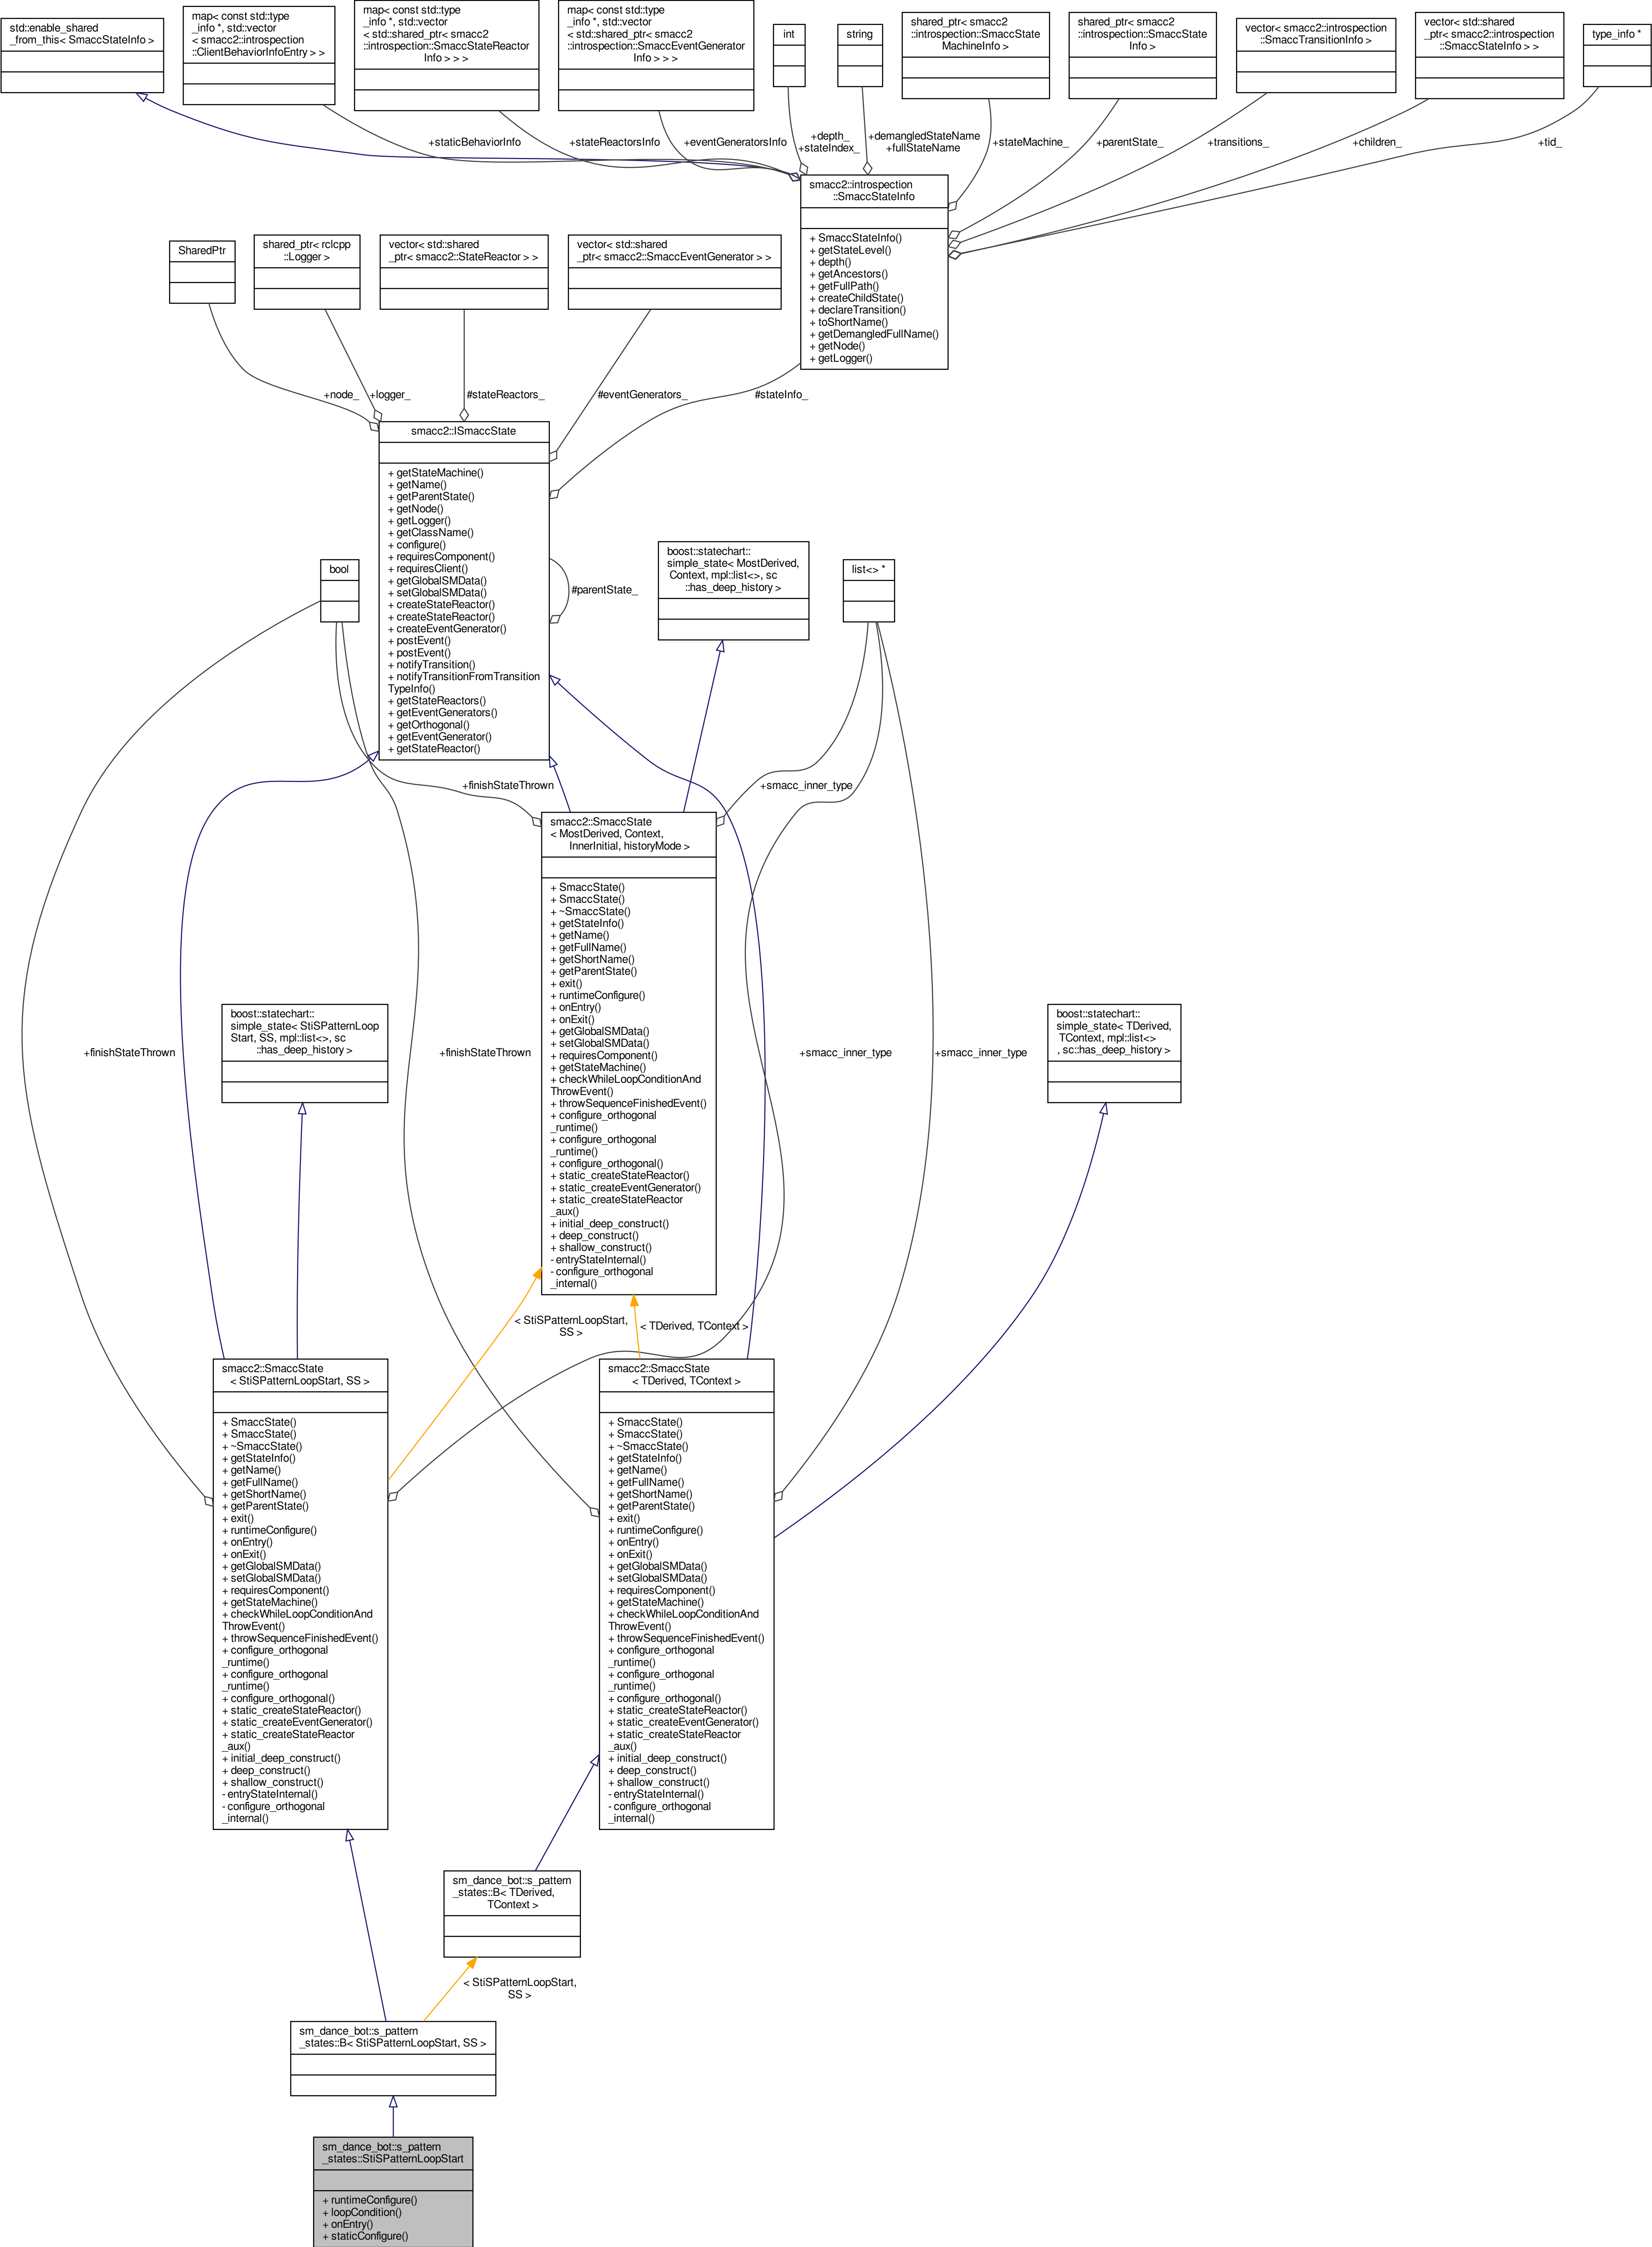 std::enable_shared
_from_this< SmaccStateInfo >
map< const std::type
_info *, std::vector
< smacc2::introspection
::ClientBehaviorInfoEntry > >
map< const std::type
_info *, std::vector
< std::shared_ptr< smacc2
::introspection::SmaccStateReactor
Info > > >
map< const std::type
_info *, std::vector
< std::shared_ptr< smacc2
::introspection::SmaccEventGenerator
Info > > >
int
string
shared_ptr< smacc2
::introspection::SmaccState
MachineInfo >
shared_ptr< smacc2
::introspection::SmaccState
Info >
vector< smacc2::introspection
::SmaccTransitionInfo >
vector< std::shared
_ptr< smacc2::introspection
::SmaccStateInfo > >
type_info *
+staticBehaviorInfo
+stateReactorsInfo
+eventGeneratorsInfo
+depth_
+stateIndex_
+demangledStateName
+fullStateName
+stateMachine_
+parentState_
+transitions_
+children_
+tid_
smacc2::introspection
::SmaccStateInfo
+ SmaccStateInfo()
+ getStateLevel()
+ depth()
+ getAncestors()
+ getFullPath()
+ createChildState()
+ declareTransition()
+ toShortName()
+ getDemangledFullName()
+ getNode()
+ getLogger()
SharedPtr
shared_ptr< rclcpp
::Logger >
vector< std::shared
_ptr< smacc2::StateReactor > >
vector< std::shared
_ptr< smacc2::SmaccEventGenerator > >
+node_
+logger_
#stateReactors_
#eventGenerators_
#stateInfo_
smacc2::ISmaccState
+ getStateMachine()
+ getName()
+ getParentState()
+ getNode()
+ getLogger()
+ getClassName()
+ configure()
+ requiresComponent()
+ requiresClient()
+ getGlobalSMData()
+ setGlobalSMData()
+ createStateReactor()
+ createStateReactor()
+ createEventGenerator()
+ postEvent()
+ postEvent()
+ notifyTransition()
+ notifyTransitionFromTransition
TypeInfo()
+ getStateReactors()
+ getEventGenerators()
+ getOrthogonal()
+ getEventGenerator()
+ getStateReactor()
#parentState_
bool
boost::statechart::
simple_state< MostDerived,
Context, mpl::list<>, sc
::has_deep_history >
list<> *
+finishStateThrown
+smacc_inner_type
smacc2::SmaccState
< MostDerived, Context,
InnerInitial, historyMode >
+ SmaccState()
+ SmaccState()
+ ~SmaccState()
+ getStateInfo()
+ getName()
+ getFullName()
+ getShortName()
+ getParentState()
+ exit()
+ runtimeConfigure()
+ onEntry()
+ onExit()
+ getGlobalSMData()
+ setGlobalSMData()
+ requiresComponent()
+ getStateMachine()
+ checkWhileLoopConditionAnd
ThrowEvent()
+ throwSequenceFinishedEvent()
+ configure_orthogonal
_runtime()
+ configure_orthogonal
_runtime()
+ configure_orthogonal()
+ static_createStateReactor()
+ static_createEventGenerator()
+ static_createStateReactor
_aux()
+ initial_deep_construct()
+ deep_construct()
+ shallow_construct()
- entryStateInternal()
- configure_orthogonal
_internal()
boost::statechart::
simple_state< StiSPatternLoop
Start, SS, mpl::list<>, sc
::has_deep_history >
boost::statechart::
simple_state< TDerived,
TContext, mpl::list<>
, sc::has_deep_history >
+finishStateThrown
+finishStateThrown
+smacc_inner_type
+smacc_inner_type
< StiSPatternLoopStart,
SS >
< TDerived, TContext >
smacc2::SmaccState
< StiSPatternLoopStart, SS >
+ SmaccState()
+ SmaccState()
+ ~SmaccState()
+ getStateInfo()
+ getName()
+ getFullName()
+ getShortName()
+ getParentState()
+ exit()
+ runtimeConfigure()
+ onEntry()
+ onExit()
+ getGlobalSMData()
+ setGlobalSMData()
+ requiresComponent()
+ getStateMachine()
+ checkWhileLoopConditionAnd
ThrowEvent()
+ throwSequenceFinishedEvent()
+ configure_orthogonal
_runtime()
+ configure_orthogonal
_runtime()
+ configure_orthogonal()
+ static_createStateReactor()
+ static_createEventGenerator()
+ static_createStateReactor
_aux()
+ initial_deep_construct()
+ deep_construct()
+ shallow_construct()
- entryStateInternal()
- configure_orthogonal
_internal()
smacc2::SmaccState
< TDerived, TContext >
+ SmaccState()
+ SmaccState()
+ ~SmaccState()
+ getStateInfo()
+ getName()
+ getFullName()
+ getShortName()
+ getParentState()
+ exit()
+ runtimeConfigure()
+ onEntry()
+ onExit()
+ getGlobalSMData()
+ setGlobalSMData()
+ requiresComponent()
+ getStateMachine()
+ checkWhileLoopConditionAnd
ThrowEvent()
+ throwSequenceFinishedEvent()
+ configure_orthogonal
_runtime()
+ configure_orthogonal
_runtime()
+ configure_orthogonal()
+ static_createStateReactor()
+ static_createEventGenerator()
+ static_createStateReactor
_aux()
+ initial_deep_construct()
+ deep_construct()
+ shallow_construct()
- entryStateInternal()
- configure_orthogonal
_internal()
sm_dance_bot::s_pattern
_states::B< TDerived,
TContext >
< StiSPatternLoopStart,
SS >
sm_dance_bot::s_pattern
_states::B< StiSPatternLoopStart, SS >
sm_dance_bot::s_pattern
_states::StiSPatternLoopStart
+ runtimeConfigure()
+ loopCondition()
+ onEntry()
+ staticConfigure()